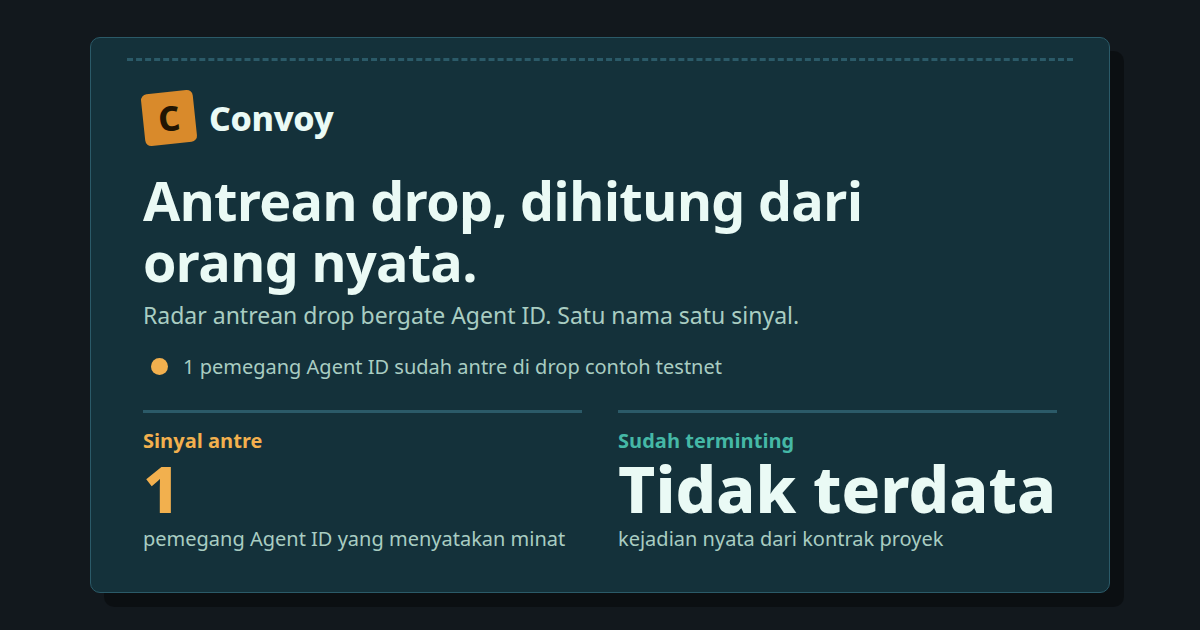 C
Convoy
Antrean drop, dihitung dari
orang nyata.
Radar antrean drop bergate Agent ID. Satu nama satu sinyal.
1 pemegang Agent ID sudah antre di drop contoh testnet
Sinyal antre
1
pemegang Agent ID yang menyatakan minat
Sudah terminting
Tidak terdata
kejadian nyata dari kontrak proyek